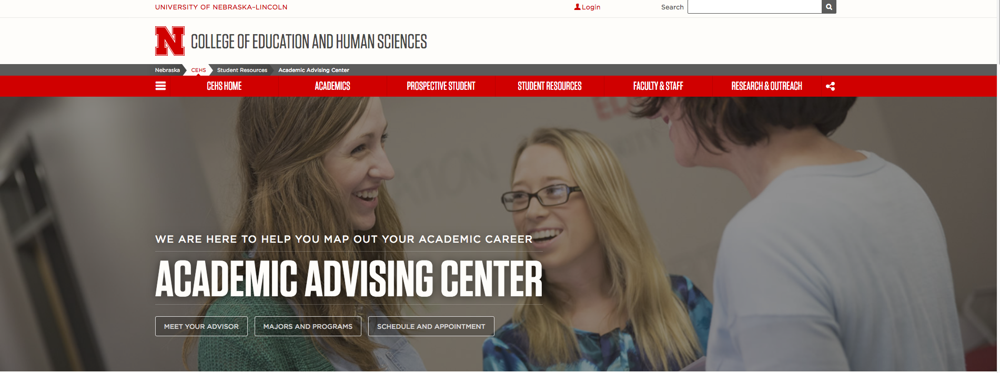 UNIVERSITY OF NEBRASKA–LINCOLN
Login
Search
N
COLLEGE OF EDUCATION AND HUMAN SCIENCES
Nebraska CEHS Student Resources Academic Advising Center
CEHS HOME ACADEMICS PROSPECTIVE STUDENT STUDENT RESOURCES FACULTY & STAFF RESEARCH & OUTREACH
WE ARE HERE TO HELP YOU MAP OUT YOUR ACADEMIC CAREER
ACADEMIC ADVISING CENTER
MEET YOUR ADVISOR MAJORS AND PROGRAMS SCHEDULE AND APPOINTMENT